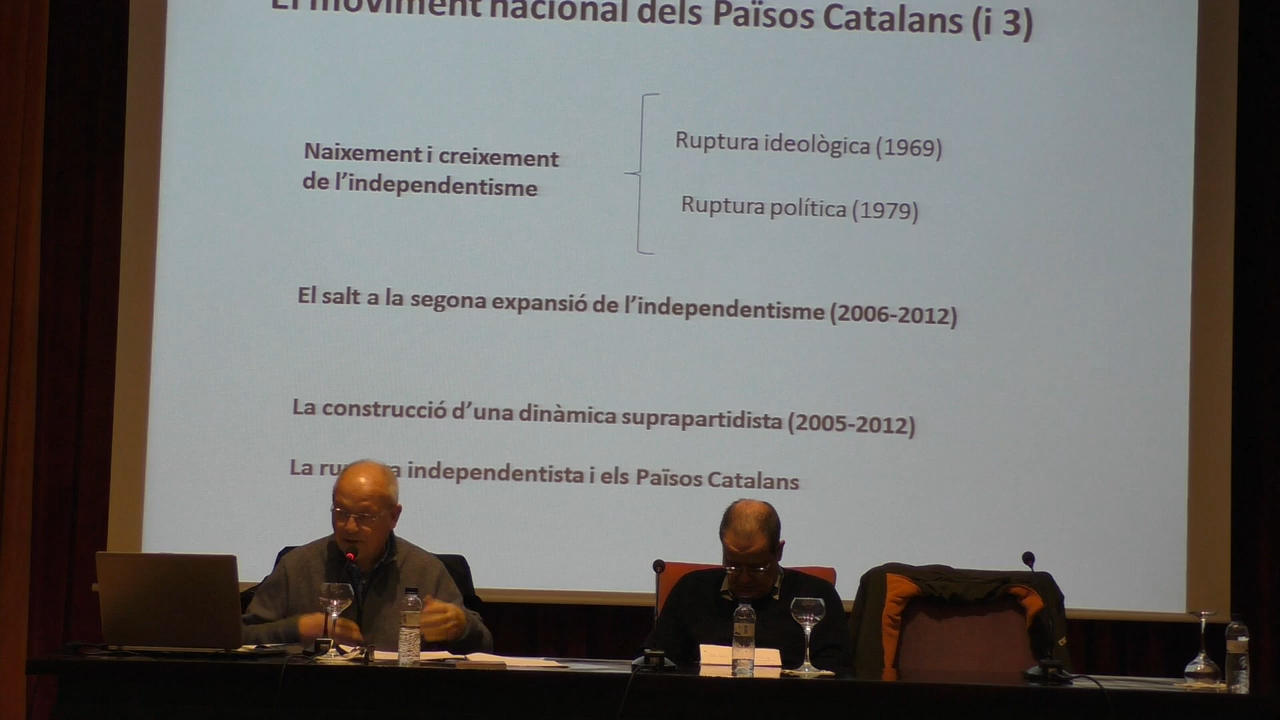 El moviment nacional dels Països Catalans (i 3)
Naixement i creixement
de l'independentisme
Ruptura ideològica (1969)
Ruptura política (1979)
El salt a la segona expansió de l'independentisme (2006-2012)
La construcció d'una dinàmica suprapartidista (2005-2012)
La independentista i els Països Catalans